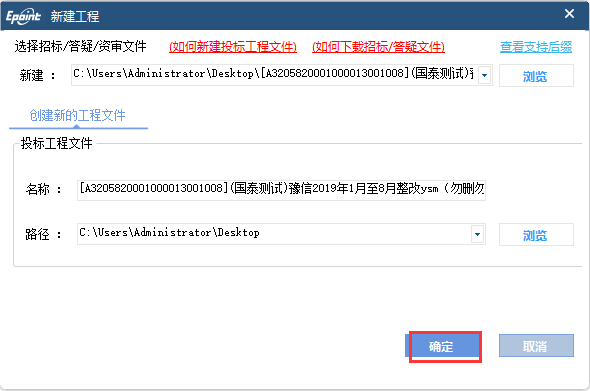 Epoint 新建工程
选择招标/答疑/资审文件 (如何新建投标工程文件) (如何下载招标/答疑文件) 查看支持后缀
新建 : C:\Users\Administrator\Desktop\[A3205820001000013001008](国泰测试) 浏览
创建新的工程文件
投标工程文件
名称 : [A3205820001000013001008](国泰测试)豫信2019年1月至8月整改ysm（勿删勿
路径 : C:\Users\Administrator\Desktop 浏览
确定 取消